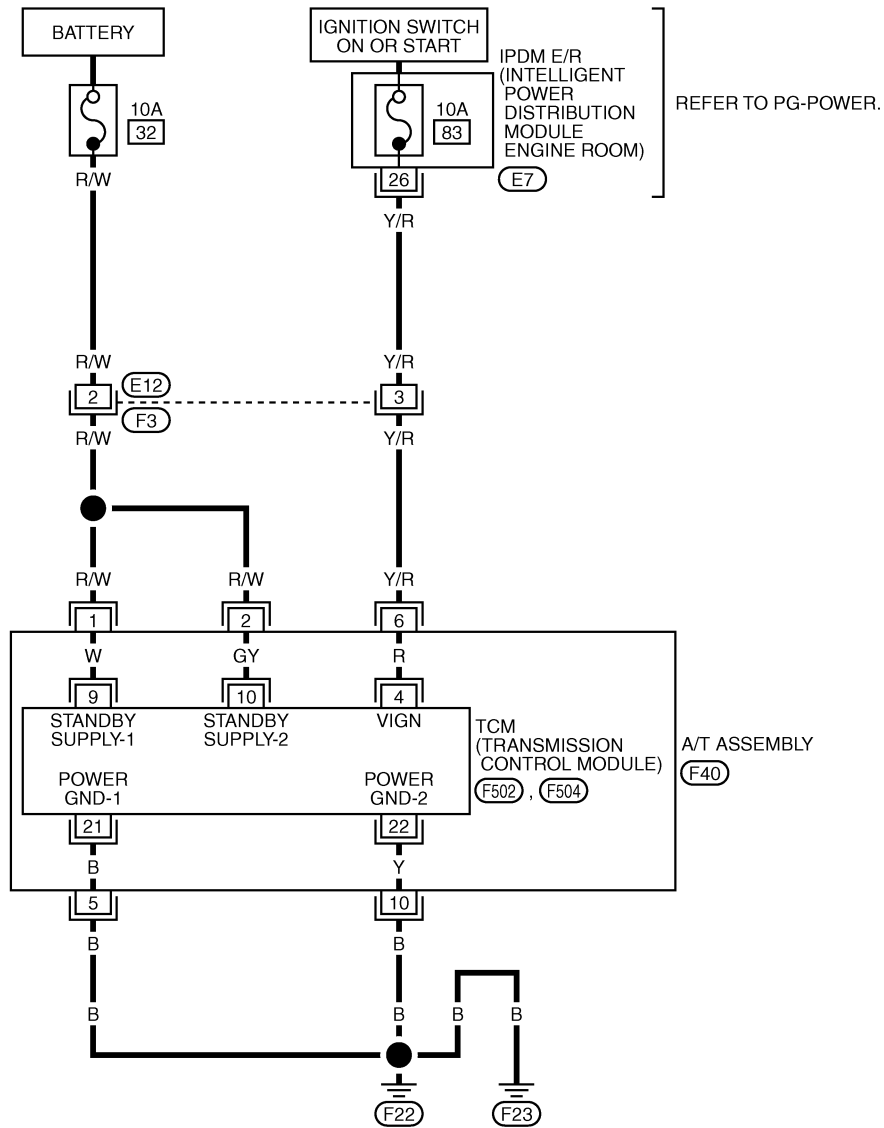 BATTERY
IGNITION SWITCH
ON OR START
IPDM E/R
(INTELLIGENT
POWER
DISTRIBUTION
MODULE
ENGINE ROOM)
REFER TO PG-POWER.
10A
32
10A
83
R/W
26
E7
Y/R
R/W
Y/R
2
E12
3
F3
R/W
Y/R
R/W
R/W
Y/R
1
2
6
W
GY
R
9
10
4
STANDBY
SUPPLY-1
STANDBY
SUPPLY-2
VIGN
TCM
(TRANSMISSION
CONTROL MODULE)
F502 , F504
A/T ASSEMBLY
F40
POWER
GND-1
POWER
GND-2
21
22
B
Y
5
10
B
B
B
B
B
B
F22
F23